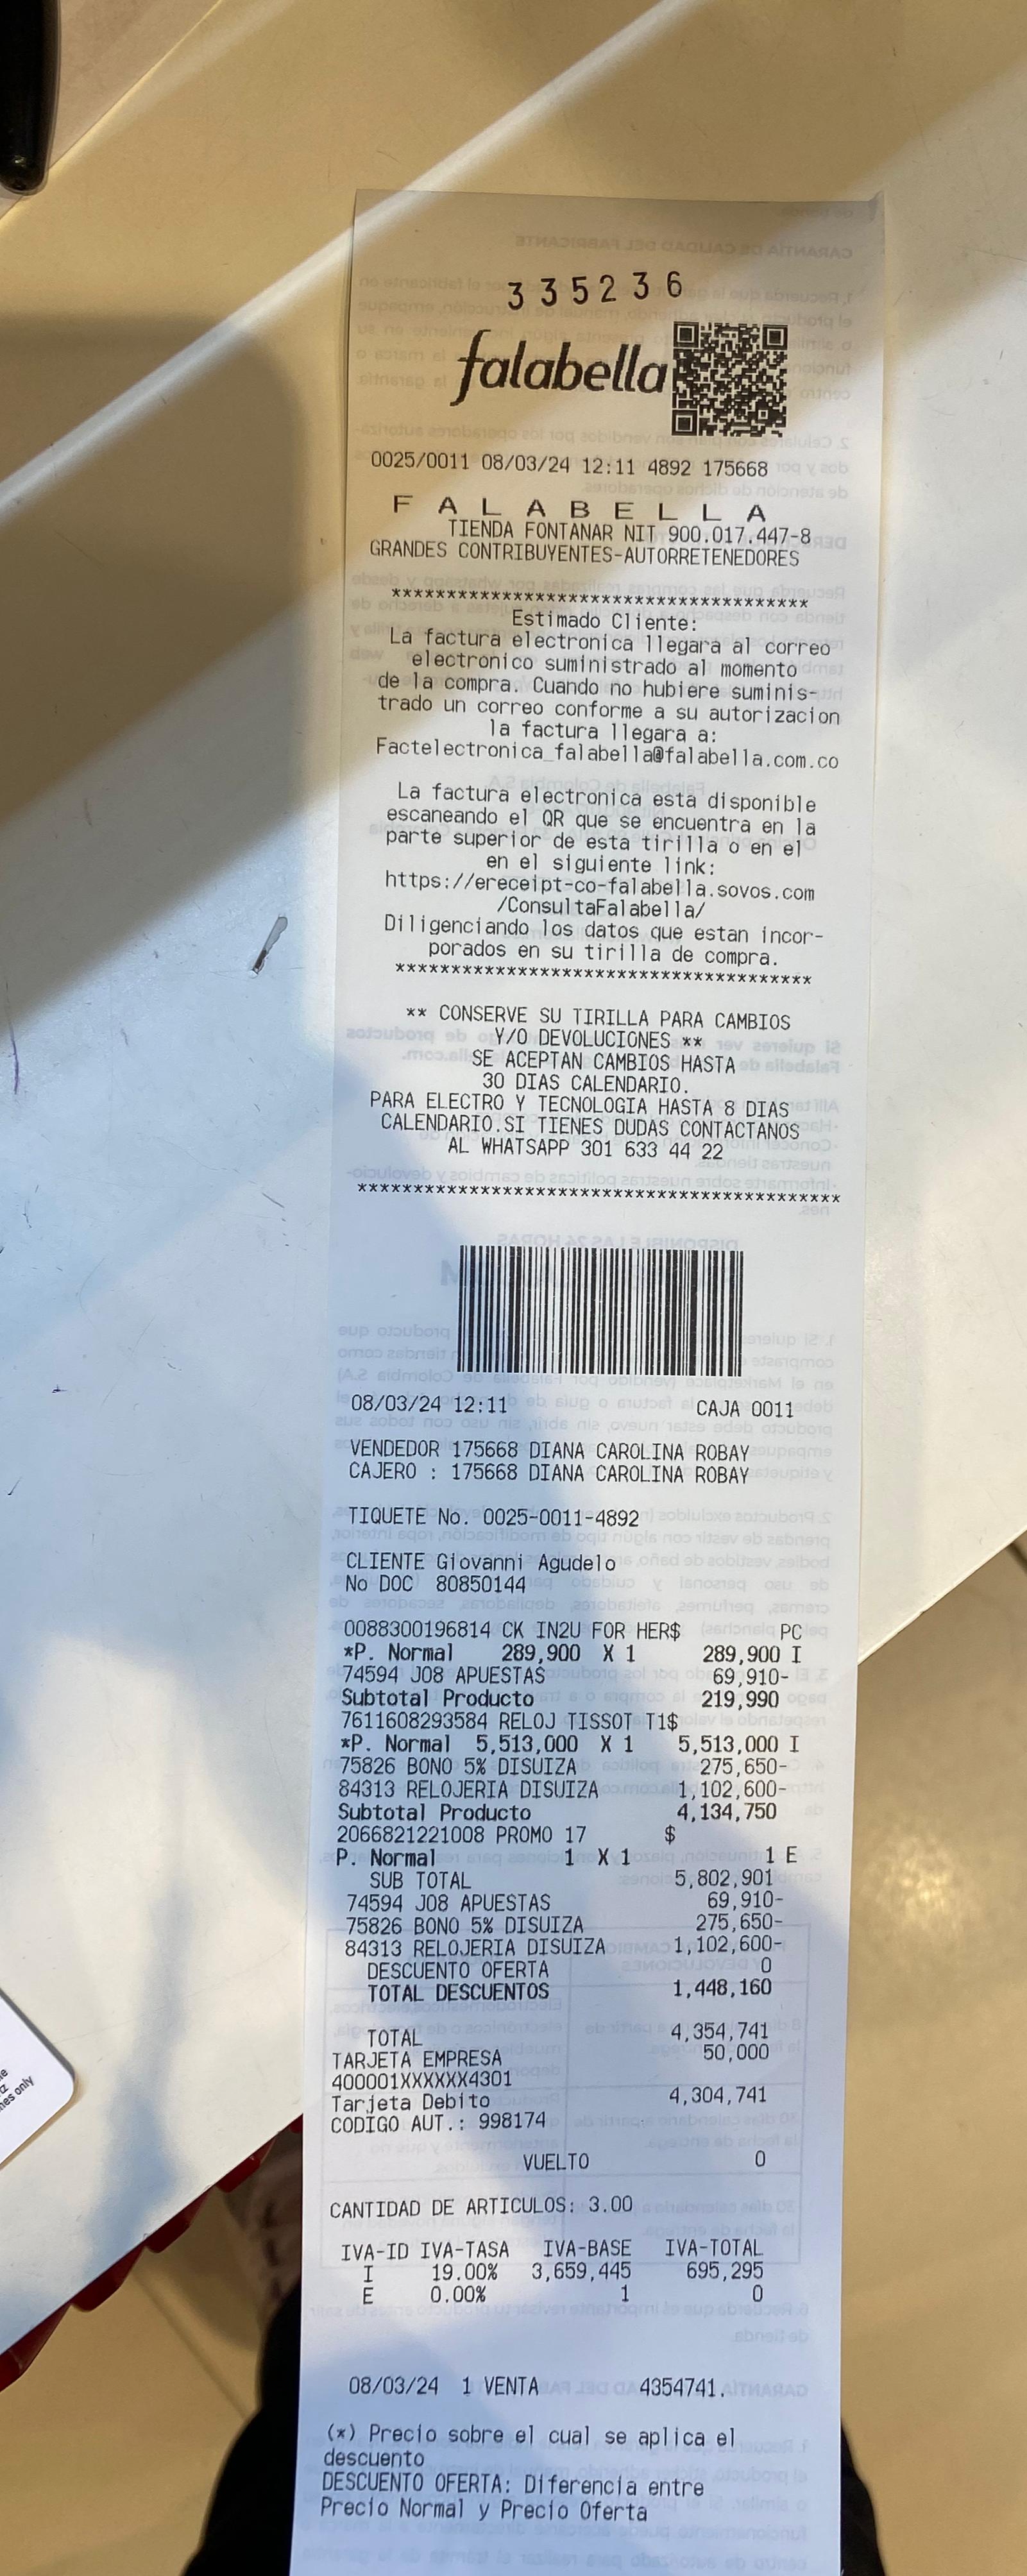 335236
falabella
0025/0011 08/03/24 12:11 4892 175668
F A L A B E L L A
TIENDA FONTANAR NIT 900.017.447-8
GRANDES CONTRIBUYENTES-AUTORRETENEDORES
*************************************
Estimado Cliente:
La factura electronica llegara al correo
electronico suministrado al momento
de la compra. Cuando no hubiere suminis-
trado un correo conforme a su autorizacion
la factura llegara a:
Factelectronica_falabella@falabella.com.co
La factura electronica esta disponible
escaneando el QR que se encuentra en la
parte superior de esta tirilla o en el
en el siguiente link:
https://ereceipt-co-falabella.sovos.com
/ConsultaFalabella/
Diligenciando los datos que estan incor-
porados en su tirilla de compra.
*************************************
** CONSERVE SU TIRILLA PARA CAMBIOS
Y/O DEVOLUCIONES **
SE ACEPTAN CAMBIOS HASTA
30 DIAS CALENDARIO.
PARA ELECTRO Y TECNOLOGIA HASTA 8 DIAS
CALENDARIO.SI TIENES DUDAS CONTACTANOS
AL WHATSAPP 301 633 44 22
*******************************************
08/03/24 12:11 CAJA 0011
VENDEDOR 175668 DIANA CAROLINA ROBAY
CAJERO : 175668 DIANA CAROLINA ROBAY
TIQUETE No. 0025-0011-4892
CLIENTE Giovanni Agudelo
No DOC 80850144
0088300196814 CK IN2U FOR HER$ PC
*P. Normal 289,900 X 1 289,900 I
74594 J08 APUESTAS 69,910-
Subtotal Producto 219,990
7611608293584 RELOJ TISSOT T1$
*P. Normal 5,513,000 X 1 5,513,000 I
75826 BONO 5% DISUIZA 275,650-
84313 RELOJERIA DISUIZA 1,102,600-
Subtotal Producto 4,134,750
2066821221008 PROMO 17 $
P. Normal 1 X 1 1 E
SUB TOTAL 5,802,901
74594 J08 APUESTAS 69,910-
75826 BONO 5% DISUIZA 275,650-
84313 RELOJERIA DISUIZA 1,102,600-
DESCUENTO OFERTA 0
TOTAL DESCUENTOS 1,448,160
TOTAL 4,354,741
TARJETA EMPRESA 50,000
400001XXXXXX4301
Tarjeta Debito 4,304,741
CODIGO AUT.: 998174
VUELTO 0
CANTIDAD DE ARTICULOS: 3.00
IVA-ID IVA-TASA IVA-BASE IVA-TOTAL
I 19.00% 3,659,445 695,295
E 0.00% 1 0
08/03/24 1 VENTA 4354741.
(*) Precio sobre el cual se aplica el
descuento
DESCUENTO OFERTA: Diferencia entre
Precio Normal y Precio Oferta